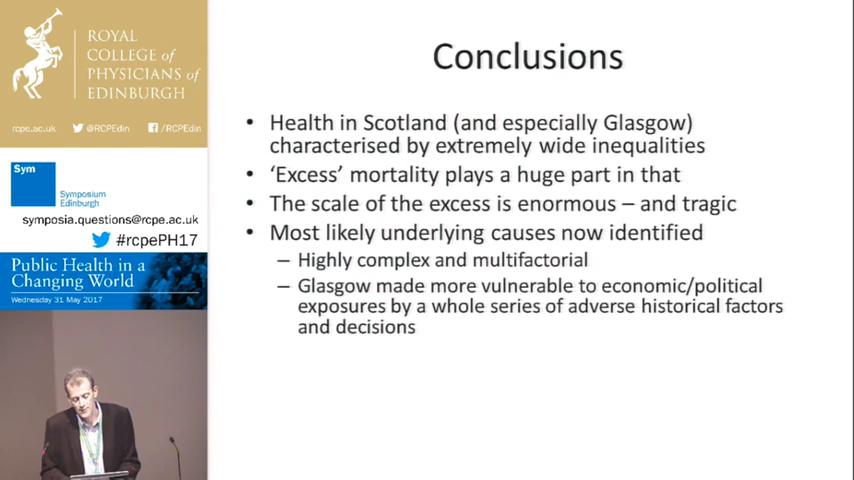 ROYAL
COLLEGE of
PHYSICIANS of
EDINBURGH
rcpe.ac.uk @RCPEdin /RCPEdin
Sym
Symposium
Edinburgh
symposia.questions@rcpe.ac.uk
#rcpePH17
Public Health in a
Changing World
Wednesday 31 May 2017
Conclusions
• Health in Scotland (and especially Glasgow)
characterised by extremely wide inequalities
• ‘Excess’ mortality plays a huge part in that
• The scale of the excess is enormous – and tragic
• Most likely underlying causes now identified
– Highly complex and multifactorial
– Glasgow made more vulnerable to economic/political
exposures by a whole series of adverse historical factors
and decisions